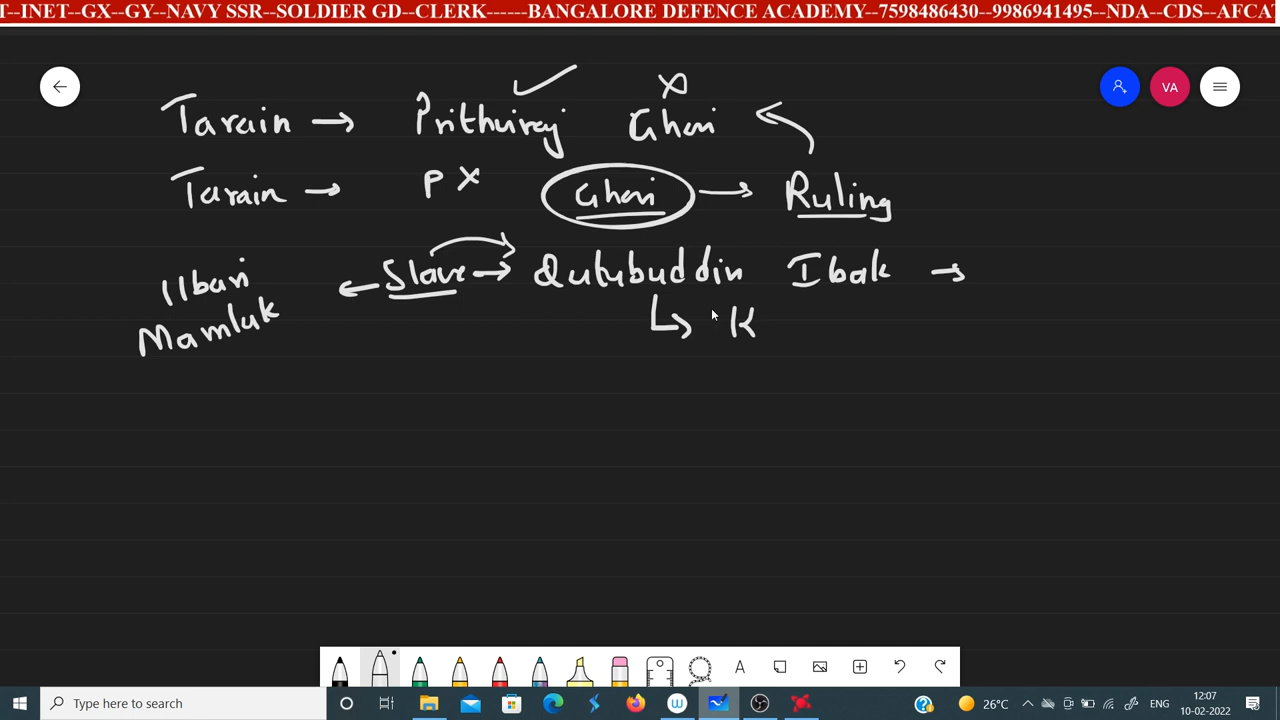 T--INET--GX--GY--NAVY SSR--SOLDIER GD--CLERK------BANGALORE DEFENCE ACADEMY--7598486430--9986941495--NDA--CDS--AFCAT
VA
Tarain → Prithviraj ✓ Ghori X
Tarain → P X Ghori → Ruling
Ilbari ← Slave → Qutubuddin Ibak →
Mamluk
K
A
Type here to search
26°C
ENG
12:07
10-02-2022